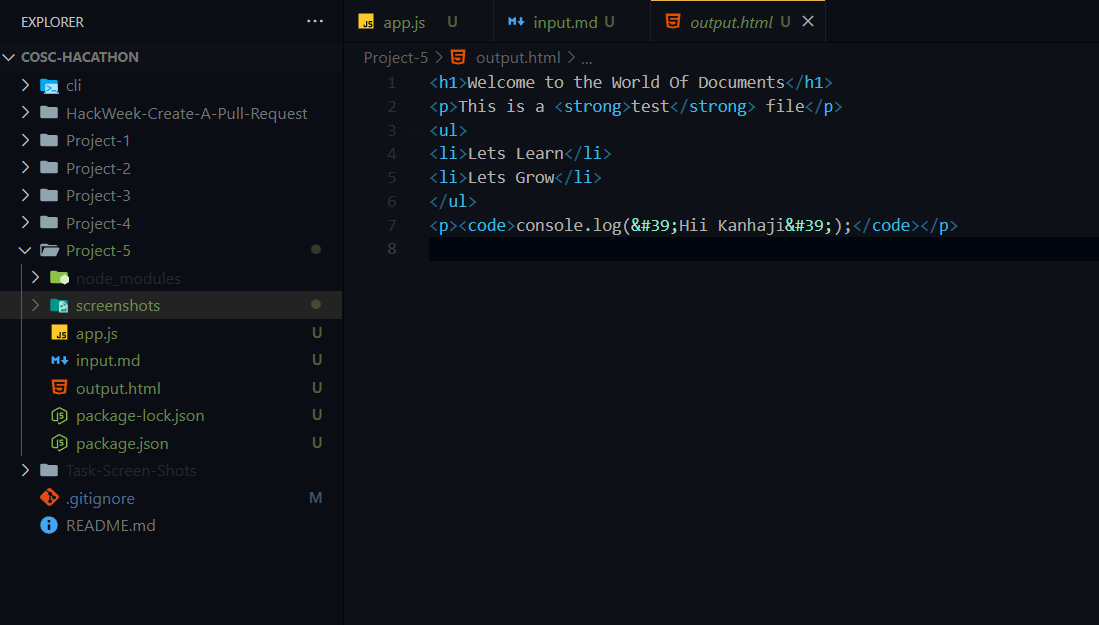 EXPLORER ...
COSC-HACATHON
cli
HackWeek-Create-A-Pull-Request
Project-1
Project-2
Project-3
Project-4
Project-5
node_modules
screenshots
app.js U
input.md U
output.html U
package-lock.json U
package.json U
Task-Screen-Shots
.gitignore M
README.md
JS app.js U
input.md U
output.html U
Project-5 > output.html > ...
1 <h1>Welcome to the World Of Documents</h1>
2 <p>This is a <strong>test</strong> file</p>
3 <ul>
4 <li>Lets Learn</li>
5 <li>Lets Grow</li>
6 </ul>
7 <p><code>console.log(&#39;Hii Kanhaji&#39;);</code></p>
8